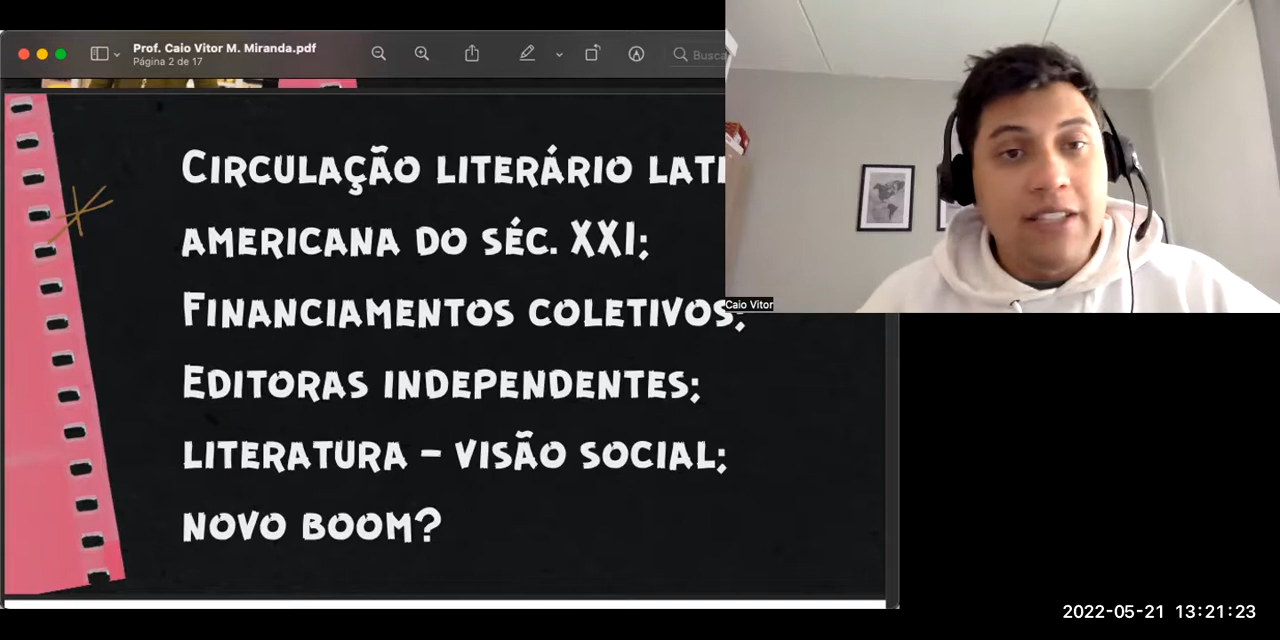 Prof. Caio Vitor M. Miranda.pdf
Página 2 de 17
Busca
CIRCULAÇÃO LITERÁRIO LATI
AMERICANA DO SÉC. XXI;
FINANCIAMENTOS COLETIVOS;
EDITORAS INDEPENDENTES;
LITERATURA – VISÃO SOCIAL;
NOVO BOOM?
Caio Vitor
2022-05-21 13:21:23